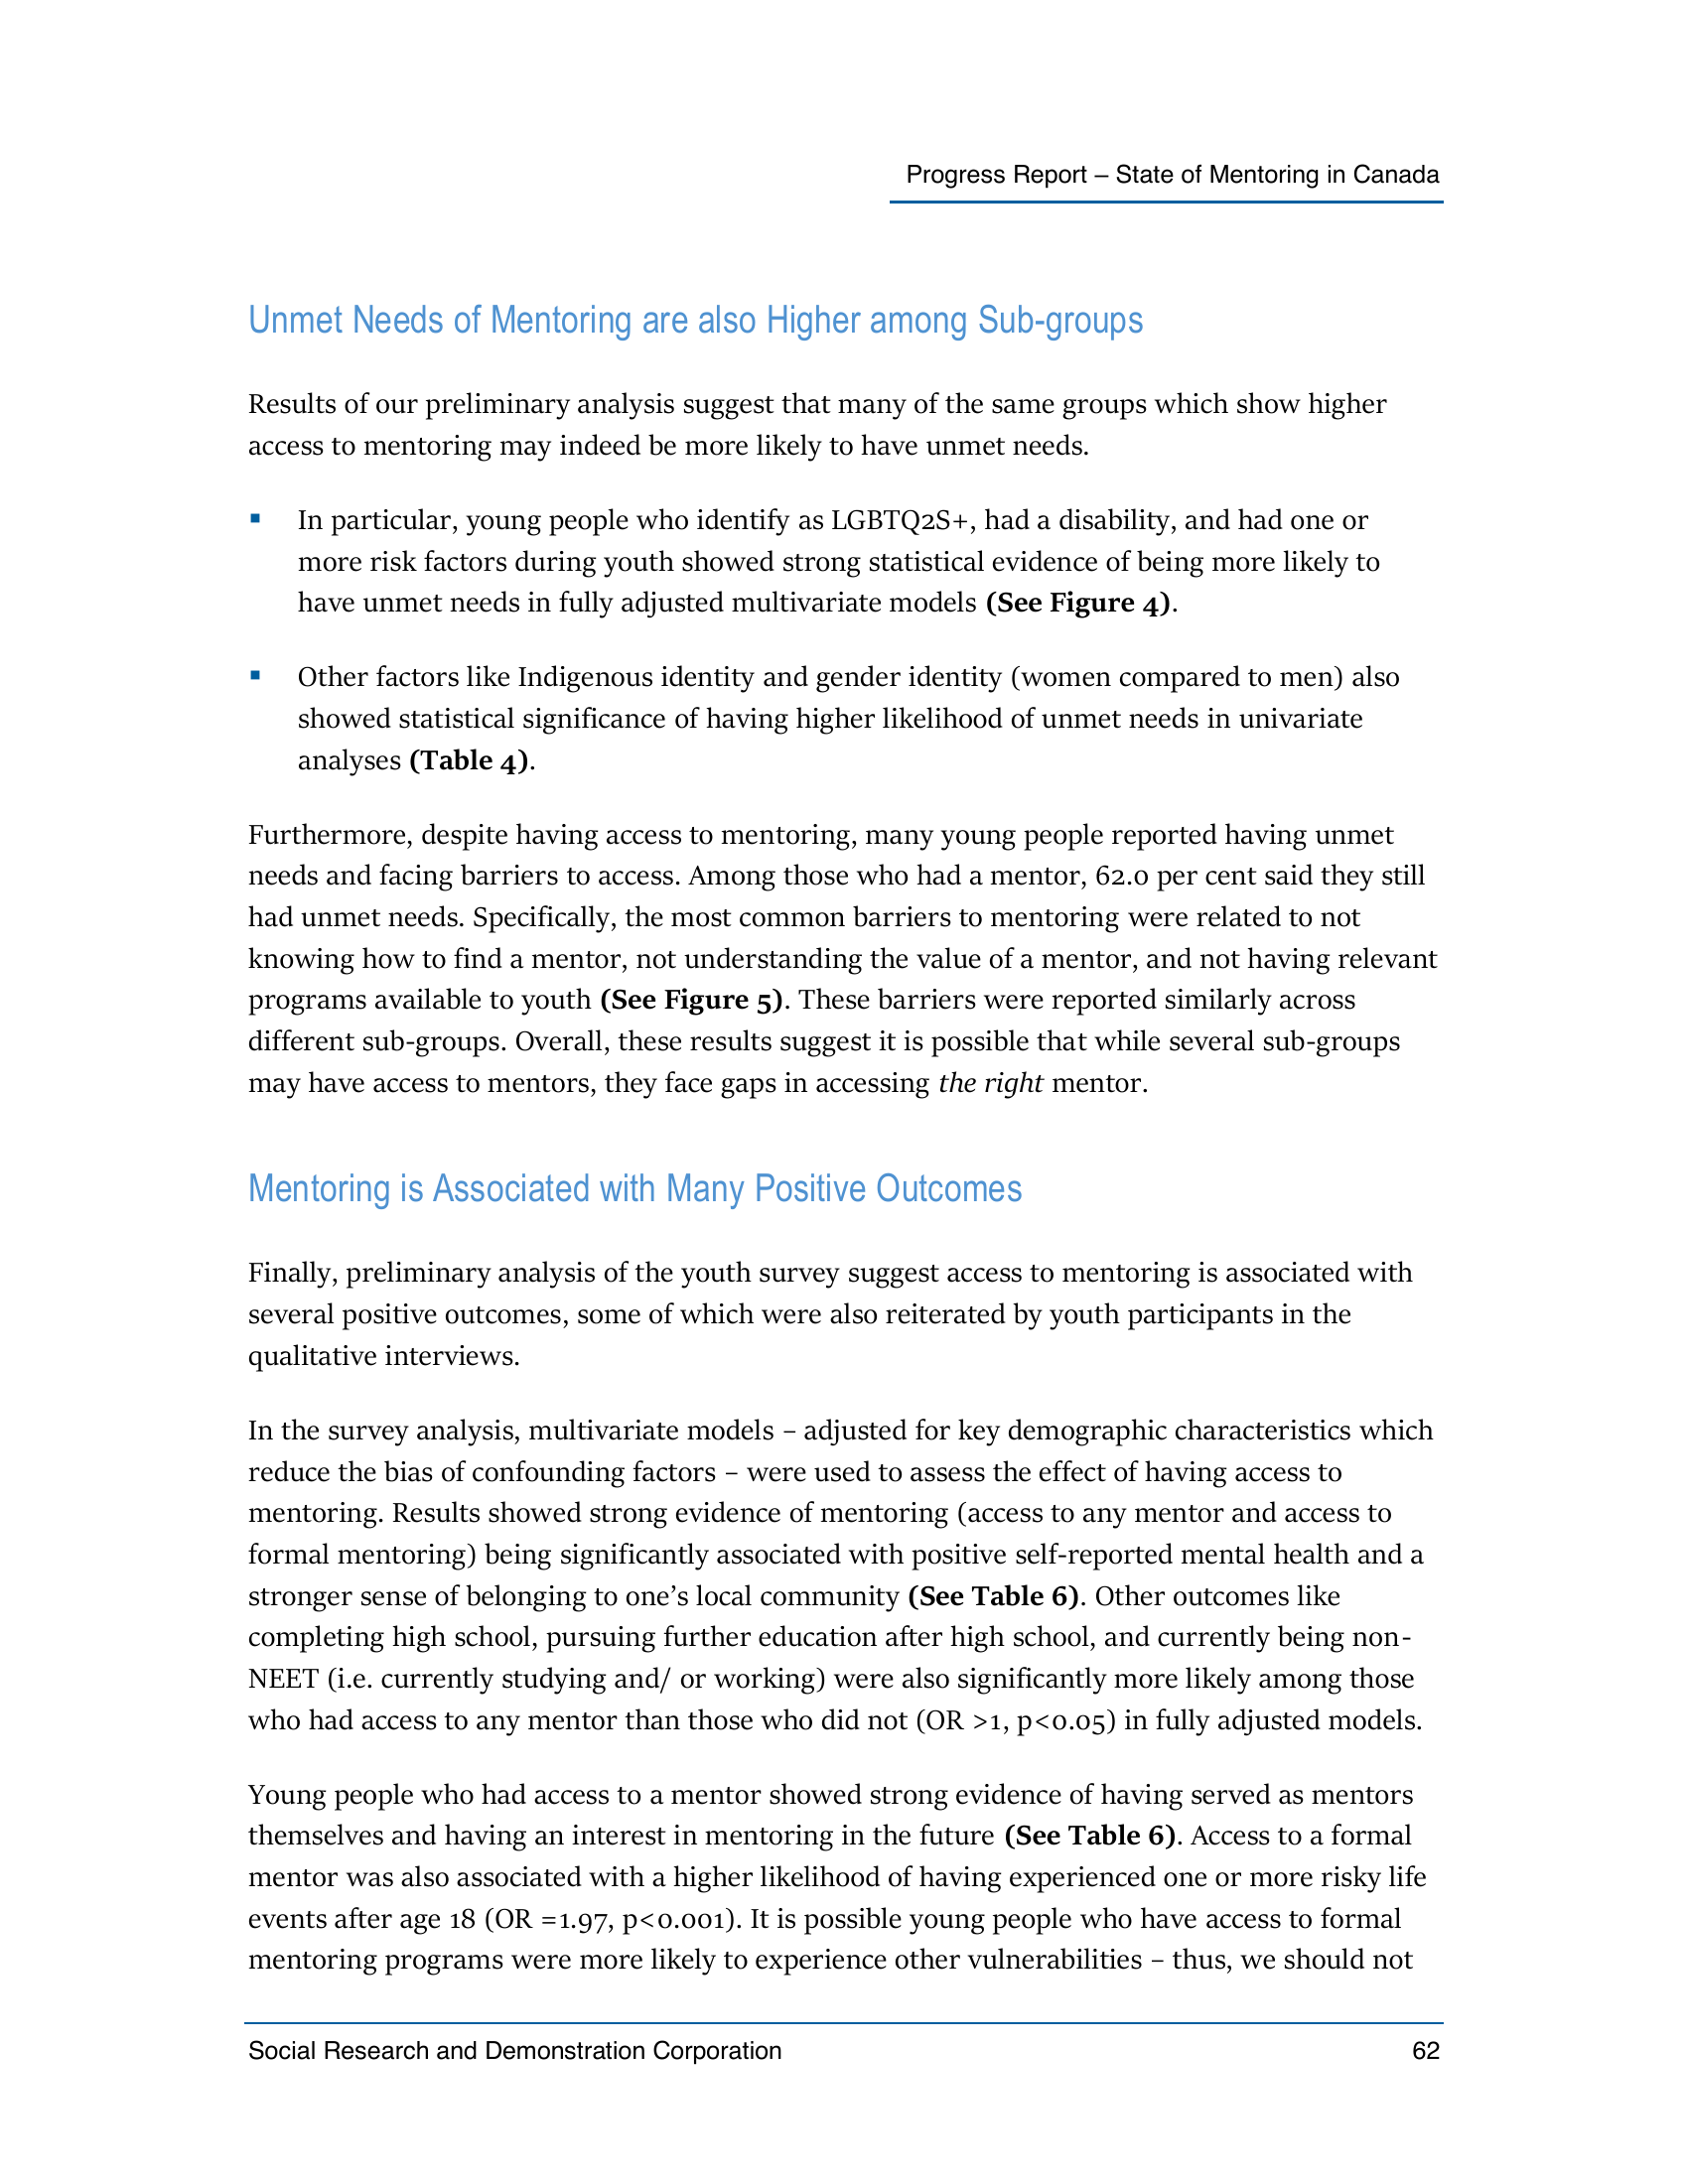 Progress Report – State of Mentoring in Canada
Unmet Needs of Mentoring are also Higher among Sub-groups
Results of our preliminary analysis suggest that many of the same groups which show higher
access to mentoring may indeed be more likely to have unmet needs.
▪ In particular, young people who identify as LGBTQ2S+, had a disability, and had one or
more risk factors during youth showed strong statistical evidence of being more likely to
have unmet needs in fully adjusted multivariate models (See Figure 4).
▪ Other factors like Indigenous identity and gender identity (women compared to men) also
showed statistical significance of having higher likelihood of unmet needs in univariate
analyses (Table 4).
Furthermore, despite having access to mentoring, many young people reported having unmet
needs and facing barriers to access. Among those who had a mentor, 62.0 per cent said they still
had unmet needs. Specifically, the most common barriers to mentoring were related to not
knowing how to find a mentor, not understanding the value of a mentor, and not having relevant
programs available to youth (See Figure 5). These barriers were reported similarly across
different sub-groups. Overall, these results suggest it is possible that while several sub-groups
may have access to mentors, they face gaps in accessing the right mentor.
Mentoring is Associated with Many Positive Outcomes
Finally, preliminary analysis of the youth survey suggest access to mentoring is associated with
several positive outcomes, some of which were also reiterated by youth participants in the
qualitative interviews.
In the survey analysis, multivariate models – adjusted for key demographic characteristics which
reduce the bias of confounding factors – were used to assess the effect of having access to
mentoring. Results showed strong evidence of mentoring (access to any mentor and access to
formal mentoring) being significantly associated with positive self-reported mental health and a
stronger sense of belonging to one’s local community (See Table 6). Other outcomes like
completing high school, pursuing further education after high school, and currently being non-
NEET (i.e. currently studying and/ or working) were also significantly more likely among those
who had access to any mentor than those who did not (OR >1, p<0.05) in fully adjusted models.
Young people who had access to a mentor showed strong evidence of having served as mentors
themselves and having an interest in mentoring in the future (See Table 6). Access to a formal
mentor was also associated with a higher likelihood of having experienced one or more risky life
events after age 18 (OR =1.97, p<0.001). It is possible young people who have access to formal
mentoring programs were more likely to experience other vulnerabilities – thus, we should not
Social Research and Demonstration Corporation 62